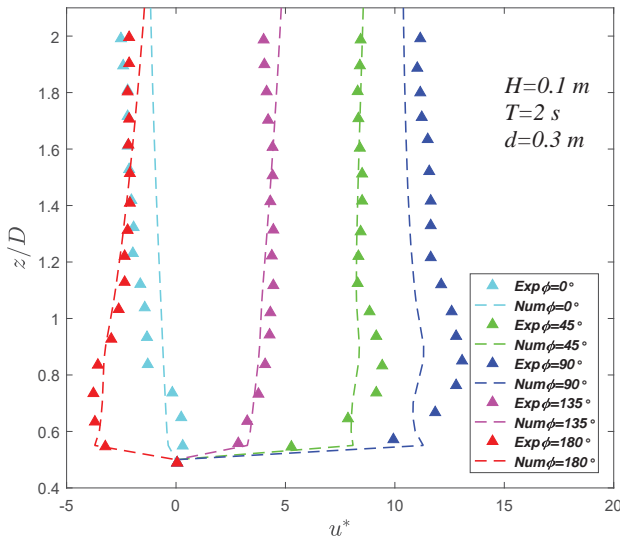 2
1.8
1.6
1.4
1.2
1
0.8
0.6
0.4
z/D
-5 0 5 10 15 20
u*
H=0.1 m
T=2 s
d=0.3 m
Exp ϕ=0°
Num ϕ=0°
Exp ϕ=45°
Num ϕ=45°
Exp ϕ=90°
Num ϕ=90°
Exp ϕ=135°
Num ϕ=135°
Exp ϕ=180°
Num ϕ=180°